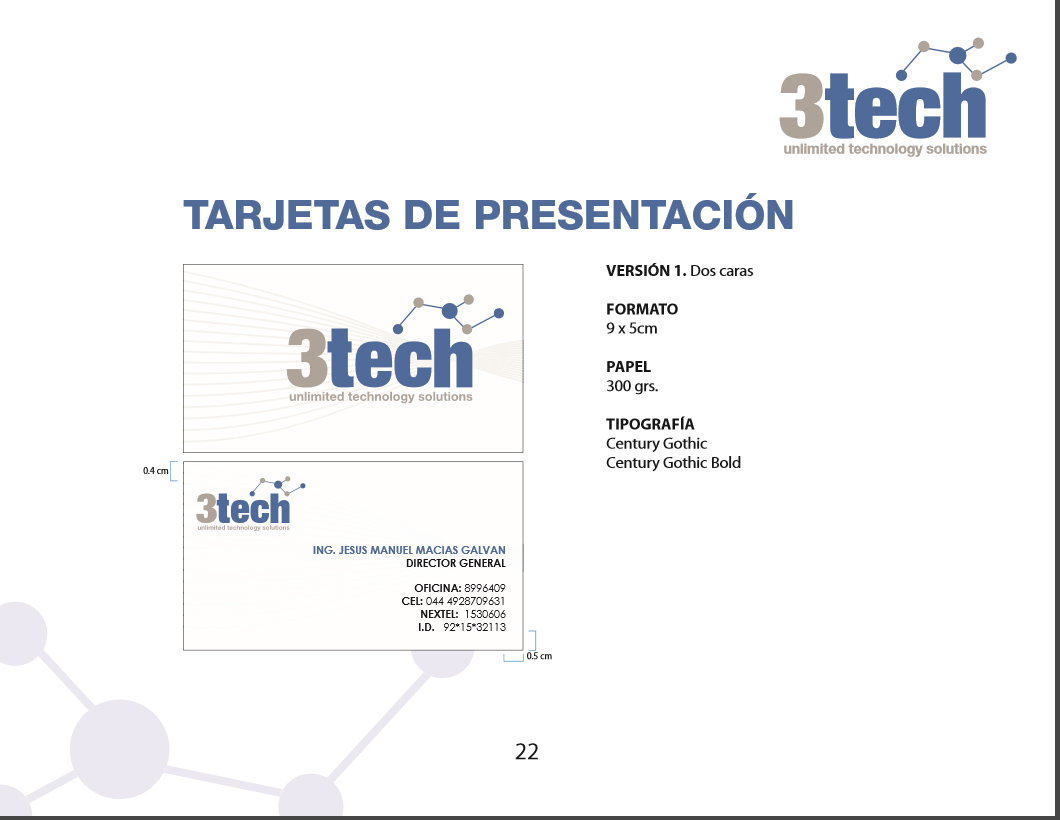 3tech
unlimited technology solutions
TARJETAS DE PRESENTACIÓN
3tech
unlimited technology solutions
VERSIÓN 1. Dos caras
FORMATO
9 x 5cm
PAPEL
300 grs.
TIPOGRAFÍA
Century Gothic
Century Gothic Bold
0.4 cm
3tech
unlimited technology solutions
ING. JESUS MANUEL MACIAS GALVAN
DIRECTOR GENERAL
OFICINA: 8996409
CEL: 044 4928709631
NEXTEL: 1530606
I.D. 92*15*32113
0.5 cm
22